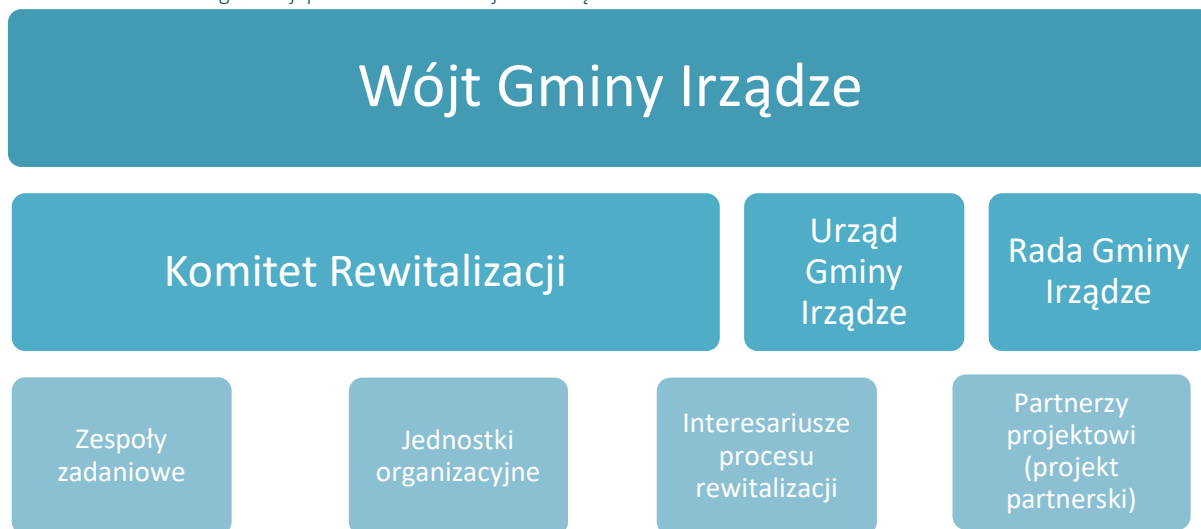 Wójt Gminy Irządze
Komitet Rewitalizacji
Urząd
Gminy
Irządze
Rada Gminy
Irządze
Zespoły
zadaniowe
Jednostki
organizacyjne
Interesariusze
procesu
rewitalizacji
Partnerzy
projektowi
(projekt
partnerski)